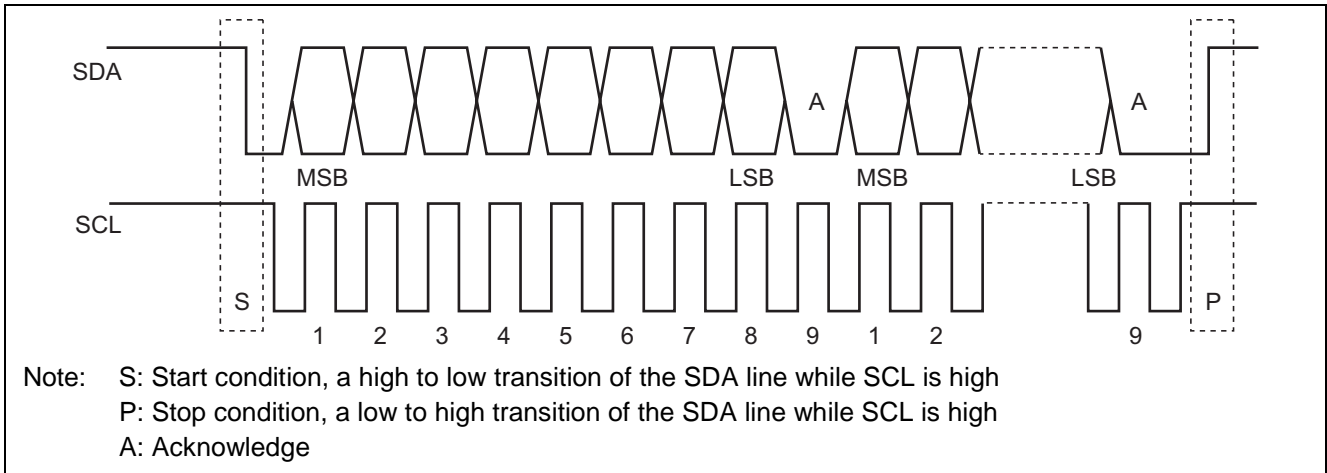 SDA
A
A
MSB
LSB
MSB
LSB
SCL
S
P
1 2 3 4 5 6 7 8 9 1 2 9
Note: S: Start condition, a high to low transition of the SDA line while SCL is high
P: Stop condition, a low to high transition of the SDA line while SCL is high
A: Acknowledge